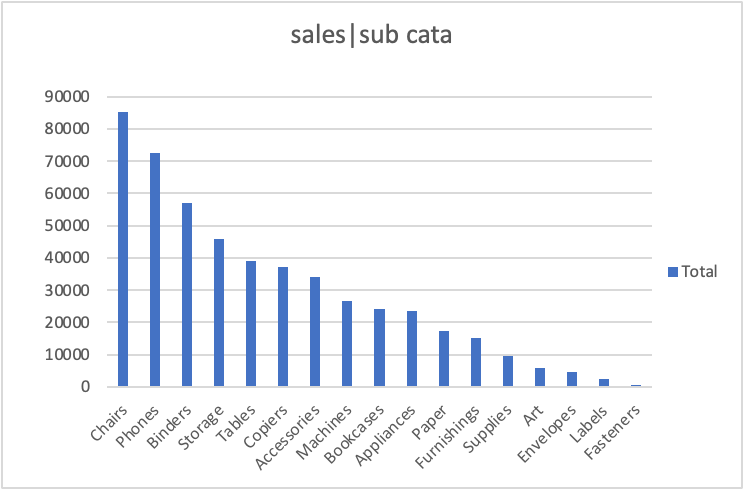 sales|sub cata
90000
80000
70000
60000
50000
40000
30000
20000
10000
0
Chairs
Phones
Binders
Storage
Tables
Copiers
Accessories
Machines
Bookcases
Appliances
Paper
Furnishings
Supplies
Art
Envelopes
Labels
Fasteners
Total